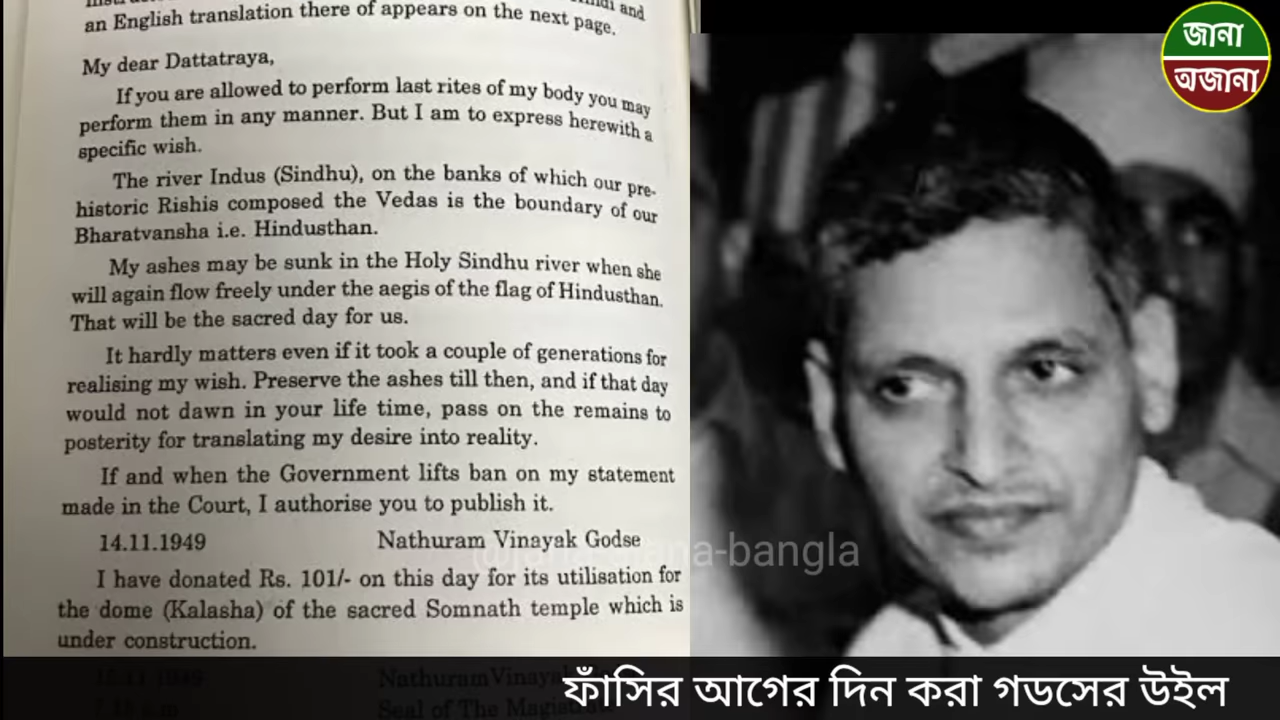 an English translation there of appears on the next page.
My dear Dattatraya,
If you are allowed to perform last rites of my body you may
perform them in any manner. But I am to express herewith a
specific wish.
The river Indus (Sindhu), on the banks of which our pre-
historic Rishis composed the Vedas is the boundary of our
Bharatvansha i.e. Hindusthan.
My ashes may be sunk in the Holy Sindhu river when she
will again flow freely under the aegis of the flag of Hindusthan.
That will be the sacred day for us.
It hardly matters even if it took a couple of generations for
realising my wish. Preserve the ashes till then, and if that day
would not dawn in your life time, pass on the remains to
posterity for translating my desire into reality.
If and when the Government lifts ban on my statement
made in the Court, I authorise you to publish it.
14.11.1949 Nathuram Vinayak Godse
I have donated Rs. 101/- on this day for its utilisation for
the dome (Kalasha) of the sacred Somnath temple which is
under construction.
Nathuram Vinayak
Seal of The
জানা
অজানা
ফাঁসির আগের দিন করা গডসের উইল